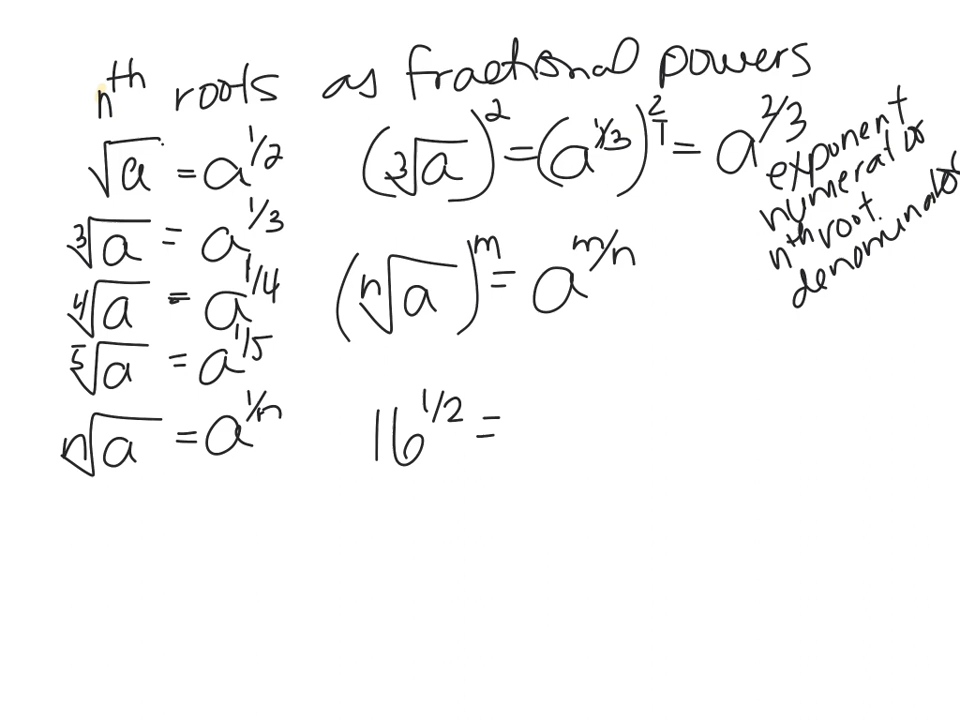 nth roots as fractional powers
√a = a^1/2
∛a = a^1/3
∜a = a^1/4
⁵√a = a^1/5
ⁿ√a = a^1/n
(∛a)^2 = (a^1/3)^2/1 = a^2/3
exponent
numerator
nth root.
denominator
(ⁿ√a)^m = a^m/n
16^1/2 =